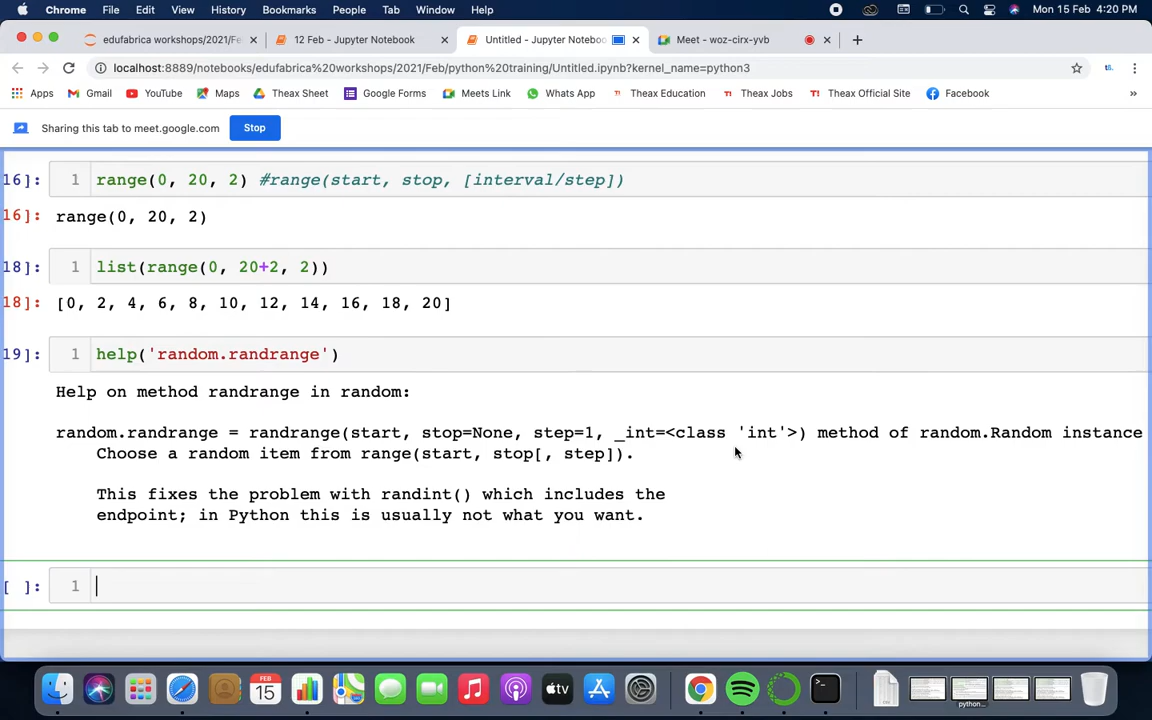 Chrome File Edit View History Bookmarks People Tab Window Help Mon 15 Feb 4:20 PM
edufabrica workshops/2021/Fe 12 Feb - Jupyter Notebook Untitled - Jupyter Noteboo Meet - woz-cirx-yvb
localhost:8889/notebooks/edufabrica%20workshops/2021/Feb/python%20training/Untitled.ipynb?kernel_name=python3
Apps Gmail YouTube Maps Theax Sheet Google Forms Meets Link Whats App Theax Education Theax Jobs Theax Official Site Facebook »
Sharing this tab to meet.google.com Stop
16]: 1 range(0, 20, 2) #range(start, stop, [interval/step])
16]: range(0, 20, 2)
18]: 1 list(range(0, 20+2, 2))
18]: [0, 2, 4, 6, 8, 10, 12, 14, 16, 18, 20]
19]: 1 help('random.randrange')
Help on method randrange in random:
random.randrange = randrange(start, stop=None, step=1, _int=<class 'int'>) method of random.Random instance
Choose a random item from range(start, stop[, step]).
This fixes the problem with randint() which includes the
endpoint; in Python this is usually not what you want.
[ ]: 1
FEB
15
tv
python...